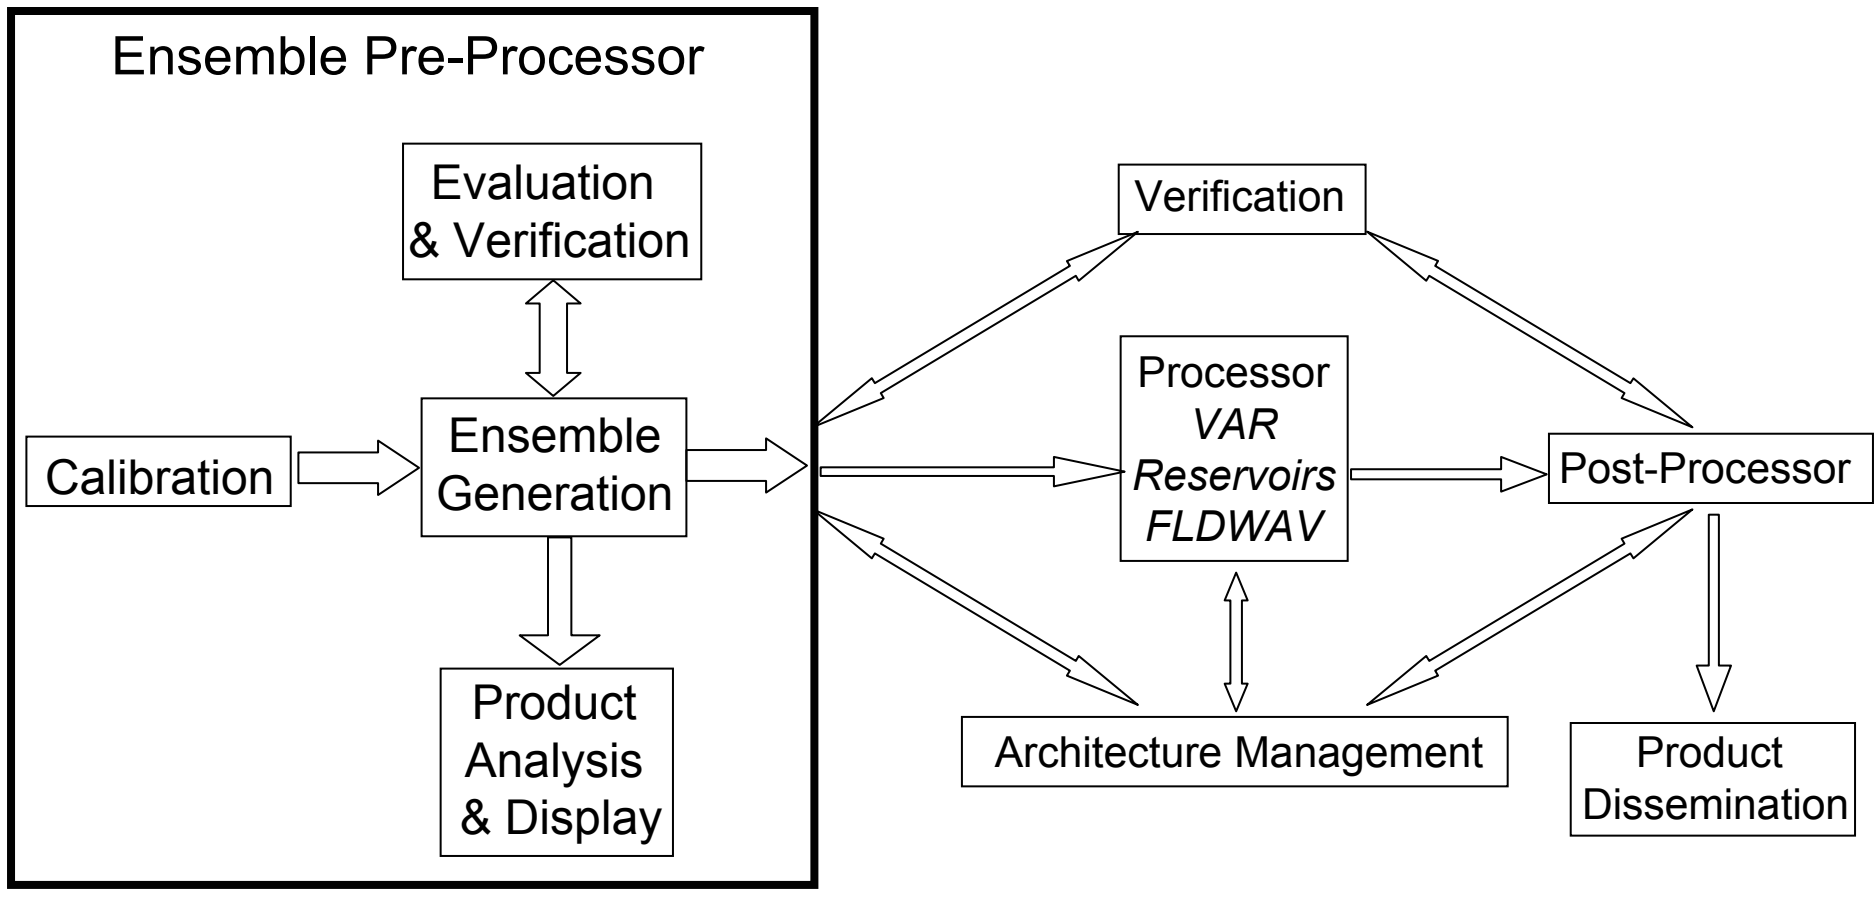 Ensemble Pre-Processor
Evaluation
& Verification
Calibration
Ensemble
Generation
Product
Analysis
& Display
Verification
Processor
VAR
Reservoirs
FLDWAV
Post-Processor
Architecture Management
Product
Dissemination